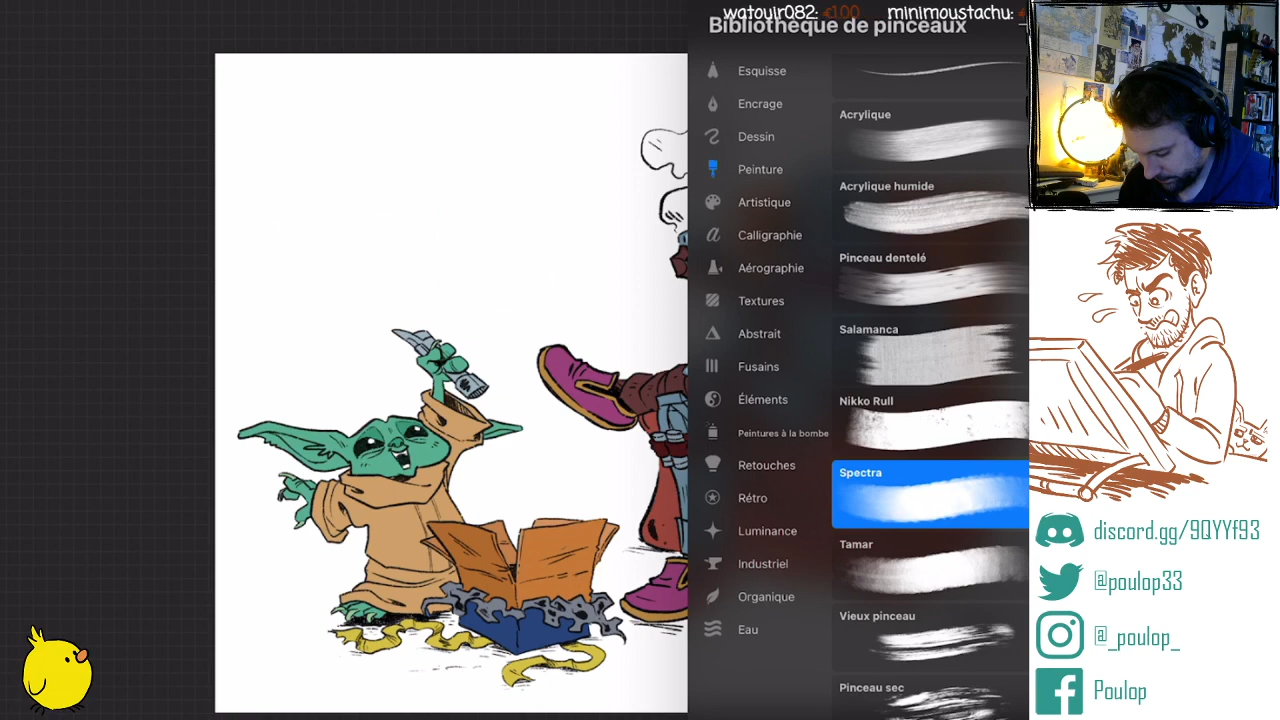 watouir082: €1.00 minimoustachu:
Bibliothèque de pinceaux
Esquisse
Encrage
Dessin
Peinture
Artistique
Calligraphie
Aérographie
Textures
Abstrait
Fusains
Éléments
Peintures à la bombe
Retouches
Rétro
Luminance
Industriel
Organique
Eau
Acrylique
Acrylique humide
Pinceau dentelé
Salamanca
Nikko Rull
Spectra
Tamar
Vieux pinceau
Pinceau sec
discord.gg/9QYYf93
@poulop33
@_poulop_
Poulop